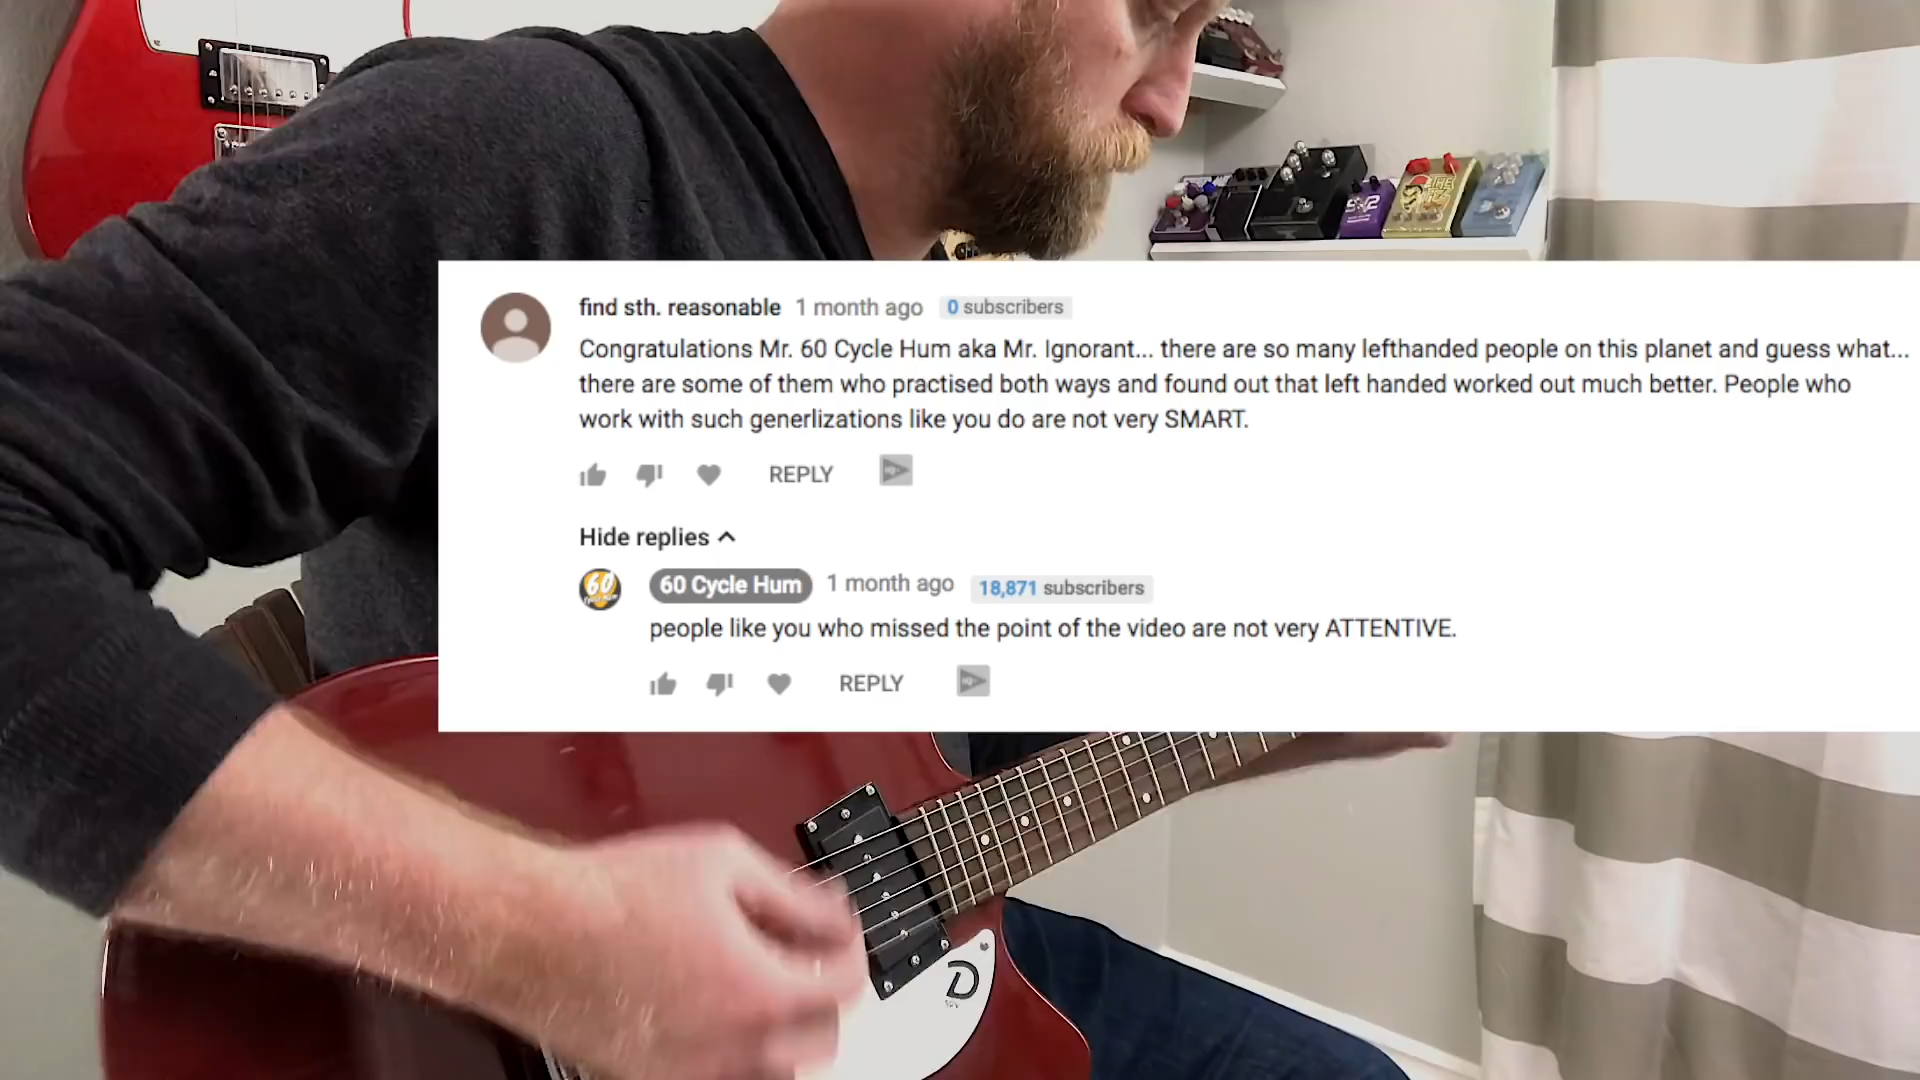 find sth. reasonable 1 month ago 0 subscribers
Congratulations Mr. 60 Cycle Hum aka Mr. Ignorant... there are so many lefthanded people on this planet and guess what...
there are some of them who practised both ways and found out that left handed worked out much better. People who
work with such generlizations like you do are not very SMART.
REPLY
Hide replies
60 60 Cycle Hum 1 month ago 18,871 subscribers
people like you who missed the point of the video are not very ATTENTIVE.
REPLY
D